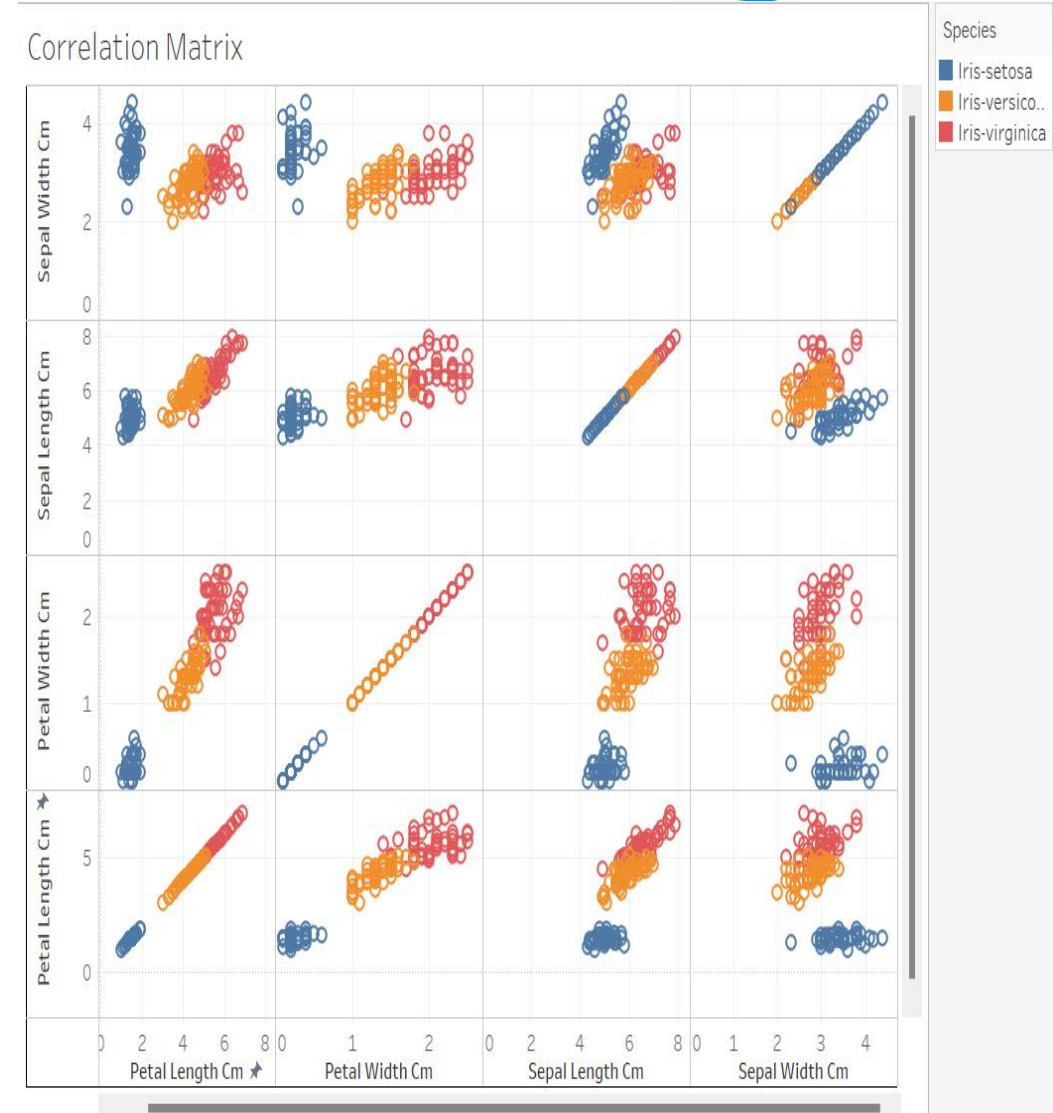 Correlation Matrix
Species
Iris-setosa
Iris-versico..
Iris-virginica
Sepal Width Cm
4
2
0
Sepal Length Cm
8
6
4
2
0
Petal Width Cm
2
1
0
Petal Length Cm
5
0
0 2 4 6 8 0 1 2 0 2 4 6 8 0 1 2 3 4
Petal Length Cm Petal Width Cm Sepal Length Cm Sepal Width Cm